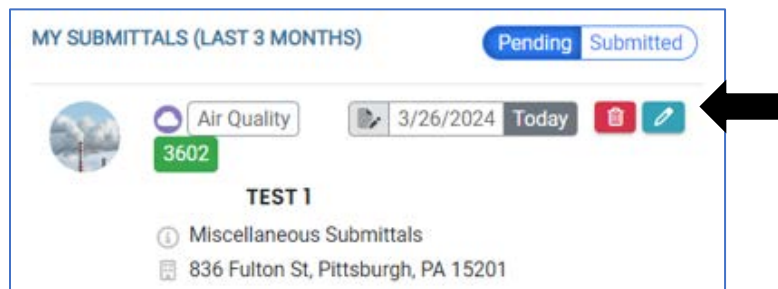 MY SUBMITTALS (LAST 3 MONTHS) Pending Submitted
Air Quality 3/26/2024 Today
3602
TEST 1
Miscellaneous Submittals
836 Fulton St, Pittsburgh, PA 15201